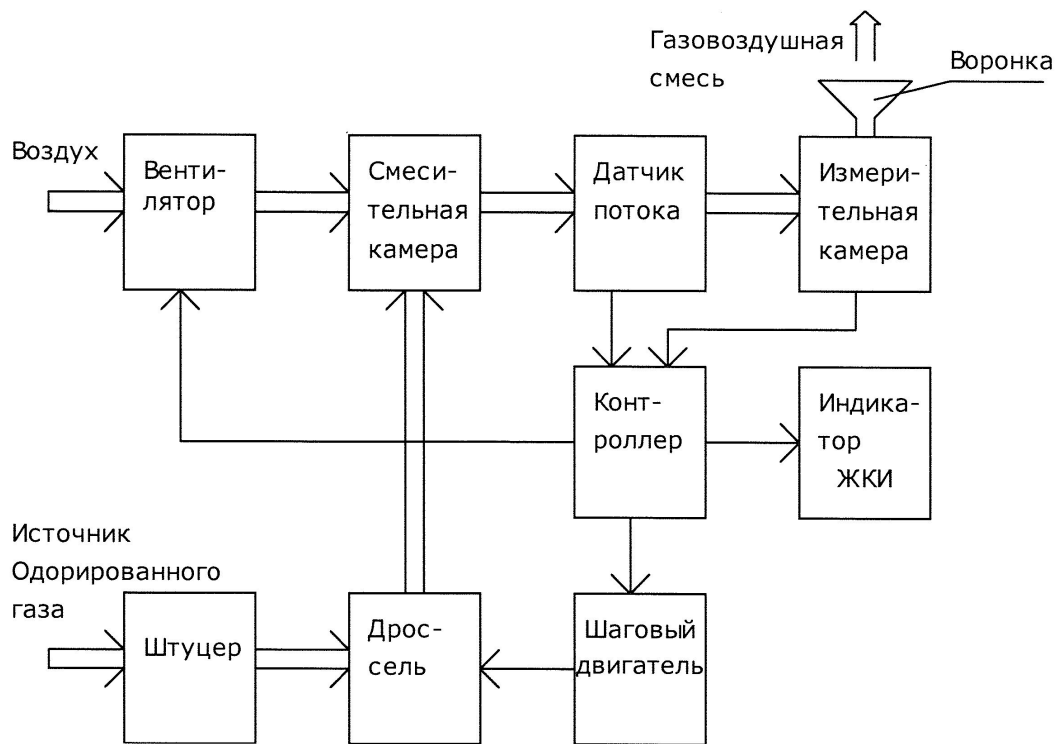 Газовоздушная
смесь
Воронка
Воздух
Венти-
лятор
Смеси-
тельная
камера
Датчик
потока
Измери-
тельная
камера
Конт-
роллер
Индика-
тор
ЖКИ
Источник
Одорированного
газа
Штуцер
Дрос-
сель
Шаговый
двигатель